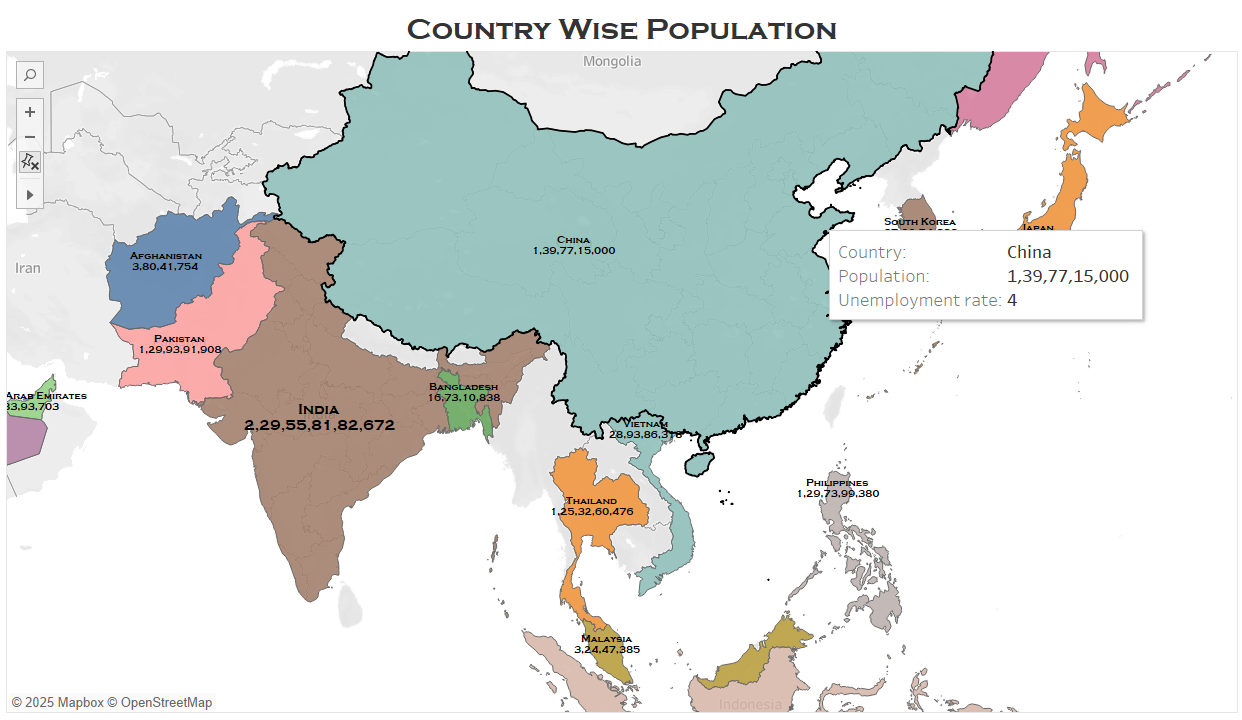 Country Wise Population
Mongolia
China
1,39,77,15,000
South Korea
Japan
Country: China
Population: 1,39,77,15,000
Unemployment rate: 4
Afghanistan
3,80,41,754
Iran
Pakistan
1,29,93,91,908
Arab Emirates
33,93,703
Bangladesh
16,73,10,838
India
2,29,55,81,82,672
Vietnam
28,93,86,318
Philippines
1,29,73,99,380
Thailand
1,25,32,60,476
Malaysia
3,24,47,385
Indonesia
© 2025 Mapbox © OpenStreetMap